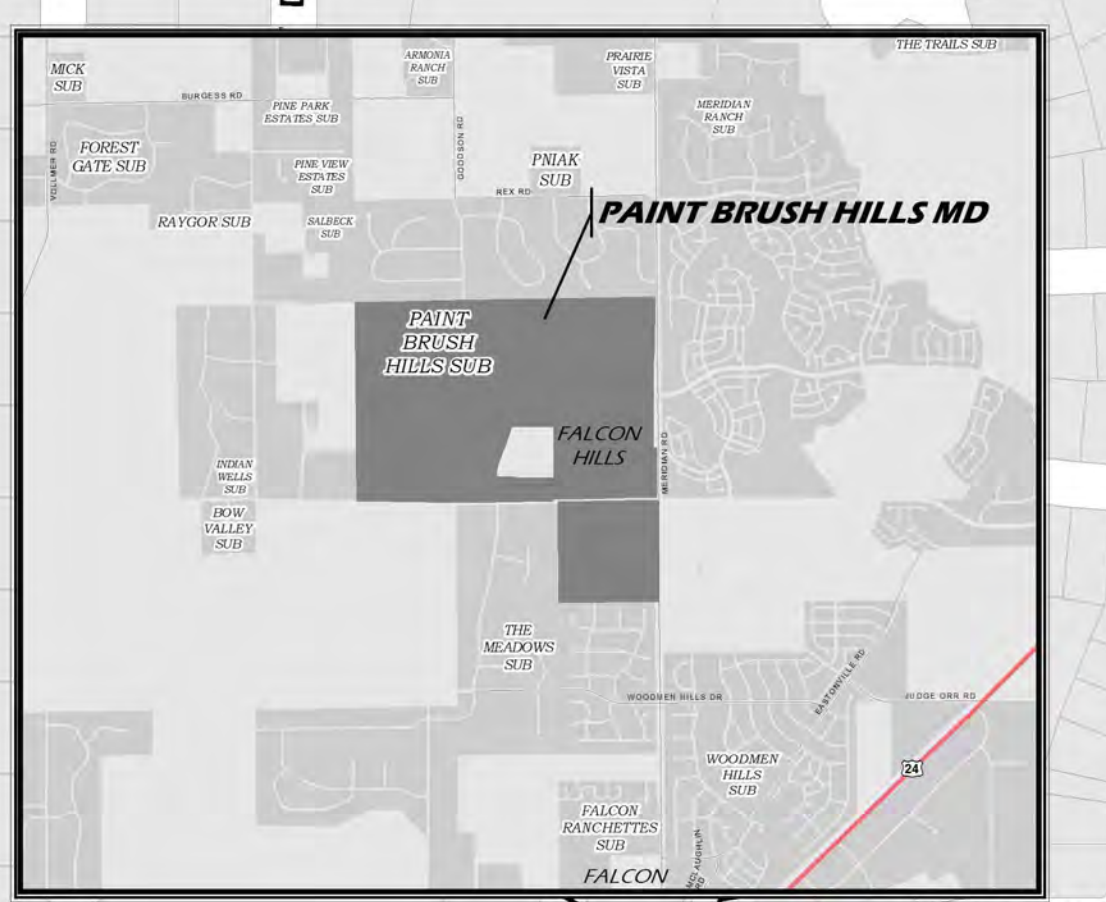 THE TRAILS SUB
MICK
SUB
ARMONIA
RANCH
SUB
PRAIRIE
VISTA
SUB
BURGESS RD
PINE PARK
ESTATES SUB
MERIDIAN
RANCH
SUB
VOLLMER RD
FOREST
GATE SUB
GOODSON RD
PINE VIEW
ESTATES
SUB
PNIAK
SUB
REX RD
RAYGOR SUB
SALBECK
SUB
PAINT BRUSH HILLS MD
PAINT
BRUSH
HILLS SUB
FALCON
HILLS
MERIDIAN RD
INDIAN
WELLS
SUB
BOW
VALLEY
SUB
THE
MEADOWS
SUB
WOODMEN HILLS DR
EASTONVILLE RD
JUDGE ORR RD
WOODMEN
HILLS
SUB
24
FALCON
RANCHETTES
SUB
MCLAUGHLIN
RD
FALCON